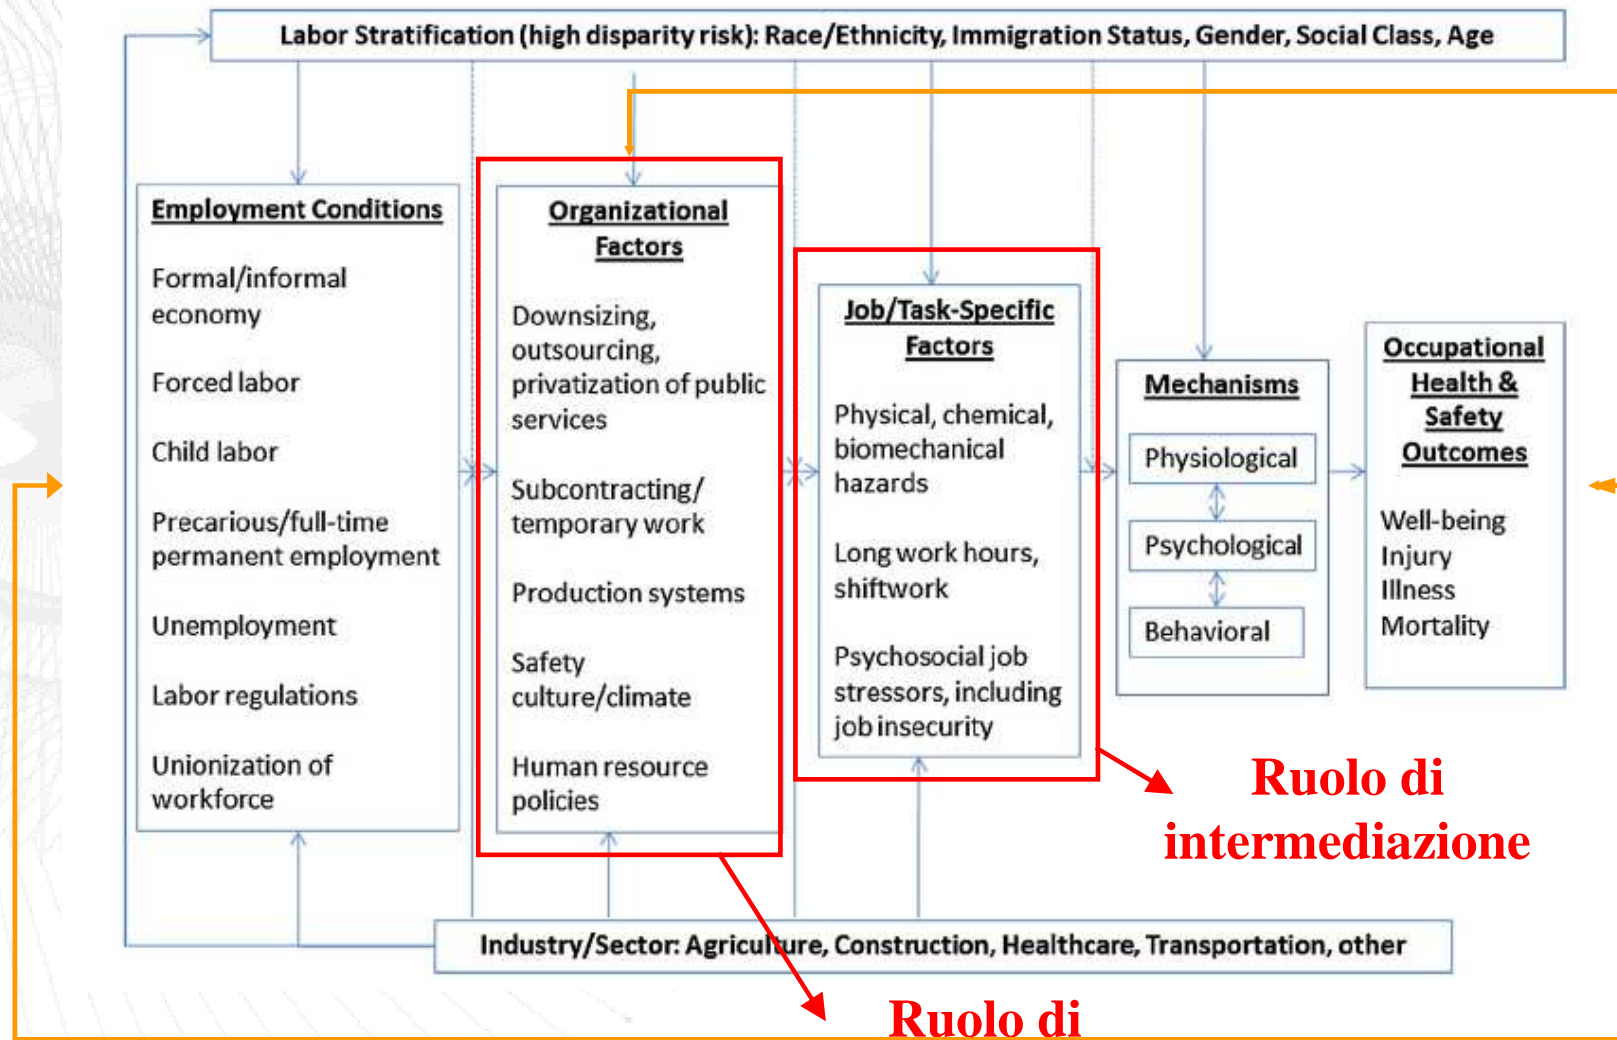 Labor Stratification (high disparity risk): Race/Ethnicity, Immigration Status, Gender, Social Class, Age
Employment Conditions
Formal/informal
economy
Forced labor
Child labor
Precarious/full-time
permanent employment
Unemployment
Labor regulations
Unionization of
workforce
Organizational
Factors
Downsizing,
outsourcing,
privatization of public
services
Subcontracting/
temporary work
Production systems
Safety
culture/climate
Human resource
policies
Job/Task-Specific
Factors
Physical, chemical,
biomechanical
hazards
Long work hours,
shiftwork
Psychosocial job
stressors, including
job insecurity
Mechanisms
Physiological
Psychological
Behavioral
Occupational
Health &
Safety
Outcomes
Well-being
Injury
Illness
Mortality
Ruolo di
intermediazione
Industry/Sector: Agriculture, Construction, Healthcare, Transportation, other
Ruolo di